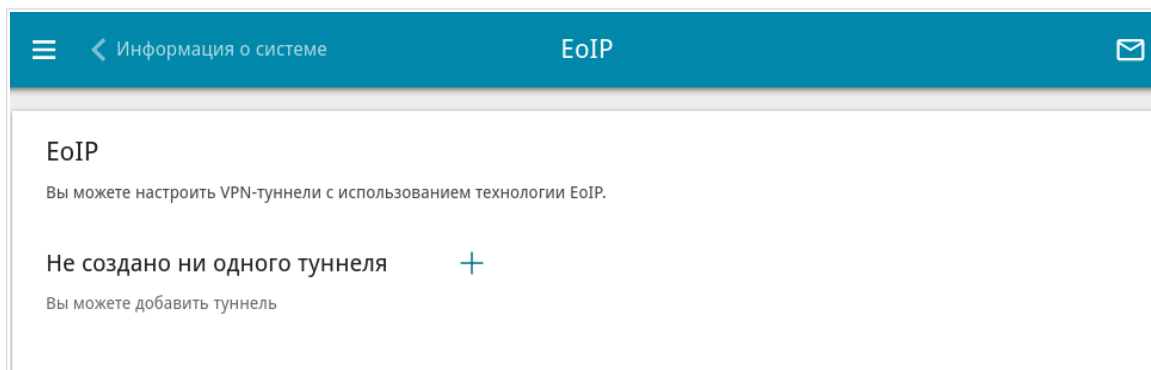 Информация о системе
EoIP
EoIP
Вы можете настроить VPN-туннели с использованием технологии EoIP.
Не создано ни одного туннеля
Вы можете добавить туннель